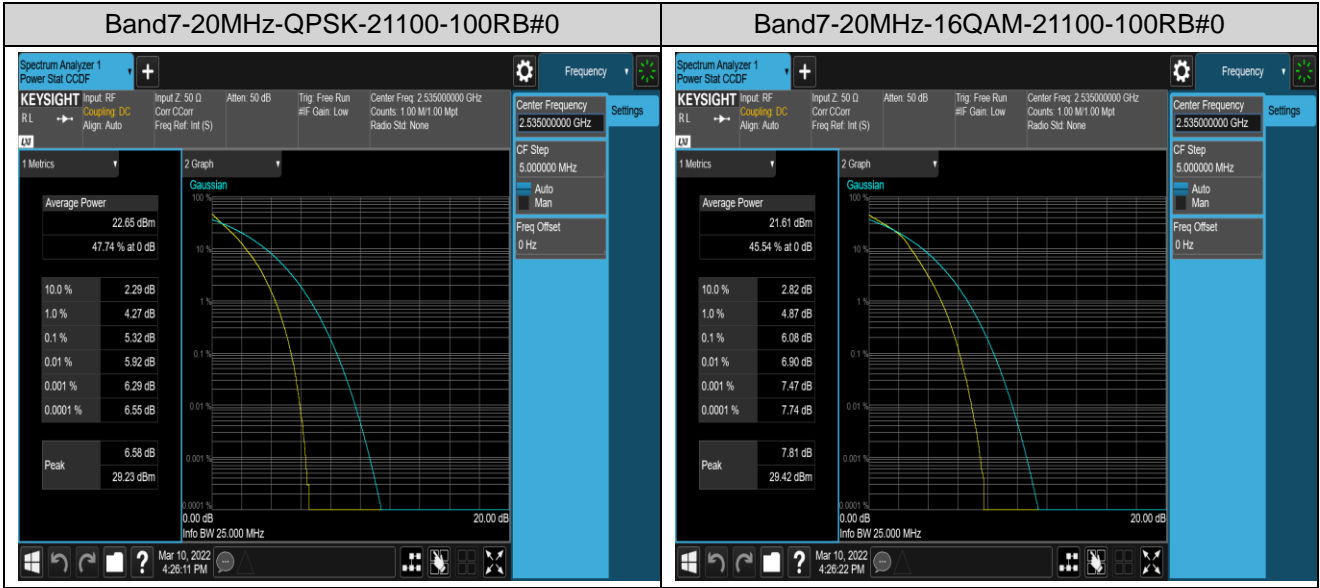 Band7-20MHz-QPSK-21100-100RB#0
Spectrum Analyzer 1
Power Stat CCDF
+
Frequency
KEYSIGHT
R L
LXI
Input: RF
Coupling: DC
Align: Auto
Input Z: 50 Ω
Corr CCorr
Freq Ref: Int (S)
Atten: 50 dB
Trig: Free Run
#IF Gain: Low
Center Freq: 2.535000000 GHz
Counts: 1.00 M/1.00 Mpt
Radio Std: None
Center Frequency
2.535000000 GHz
Settings
CF Step
5.000000 MHz
Auto
Man
Freq Offset
0 Hz
1 Metrics
2 Graph
Average Power
22.65 dBm
47.74 % at 0 dB
10.0 % 2.29 dB
1.0 % 4.27 dB
0.1 % 5.32 dB
0.01 % 5.92 dB
0.001 % 6.29 dB
0.0001 % 6.55 dB
Peak
6.58 dB
29.23 dBm
Gaussian
100 %
10 %
1 %
0.1 %
0.01 %
0.001 %
0.0001 %
0.00 dB 20.00 dB
Info BW 25.000 MHz
?
Mar 10, 2022
4:26:11 PM
Band7-20MHz-16QAM-21100-100RB#0
Spectrum Analyzer 1
Power Stat CCDF
+
Frequency
KEYSIGHT
R L
LXI
Input: RF
Coupling: DC
Align: Auto
Input Z: 50 Ω
Corr CCorr
Freq Ref: Int (S)
Atten: 50 dB
Trig: Free Run
#IF Gain: Low
Center Freq: 2.535000000 GHz
Counts: 1.00 M/1.00 Mpt
Radio Std: None
Center Frequency
2.535000000 GHz
Settings
CF Step
5.000000 MHz
Auto
Man
Freq Offset
0 Hz
1 Metrics
2 Graph
Average Power
21.61 dBm
45.54 % at 0 dB
10.0 % 2.82 dB
1.0 % 4.87 dB
0.1 % 6.08 dB
0.01 % 6.90 dB
0.001 % 7.47 dB
0.0001 % 7.74 dB
Peak
7.81 dB
29.42 dBm
Gaussian
100 %
10 %
1 %
0.1 %
0.01 %
0.001 %
0.0001 %
0.00 dB 20.00 dB
Info BW 25.000 MHz
?
Mar 10, 2022
4:26:22 PM